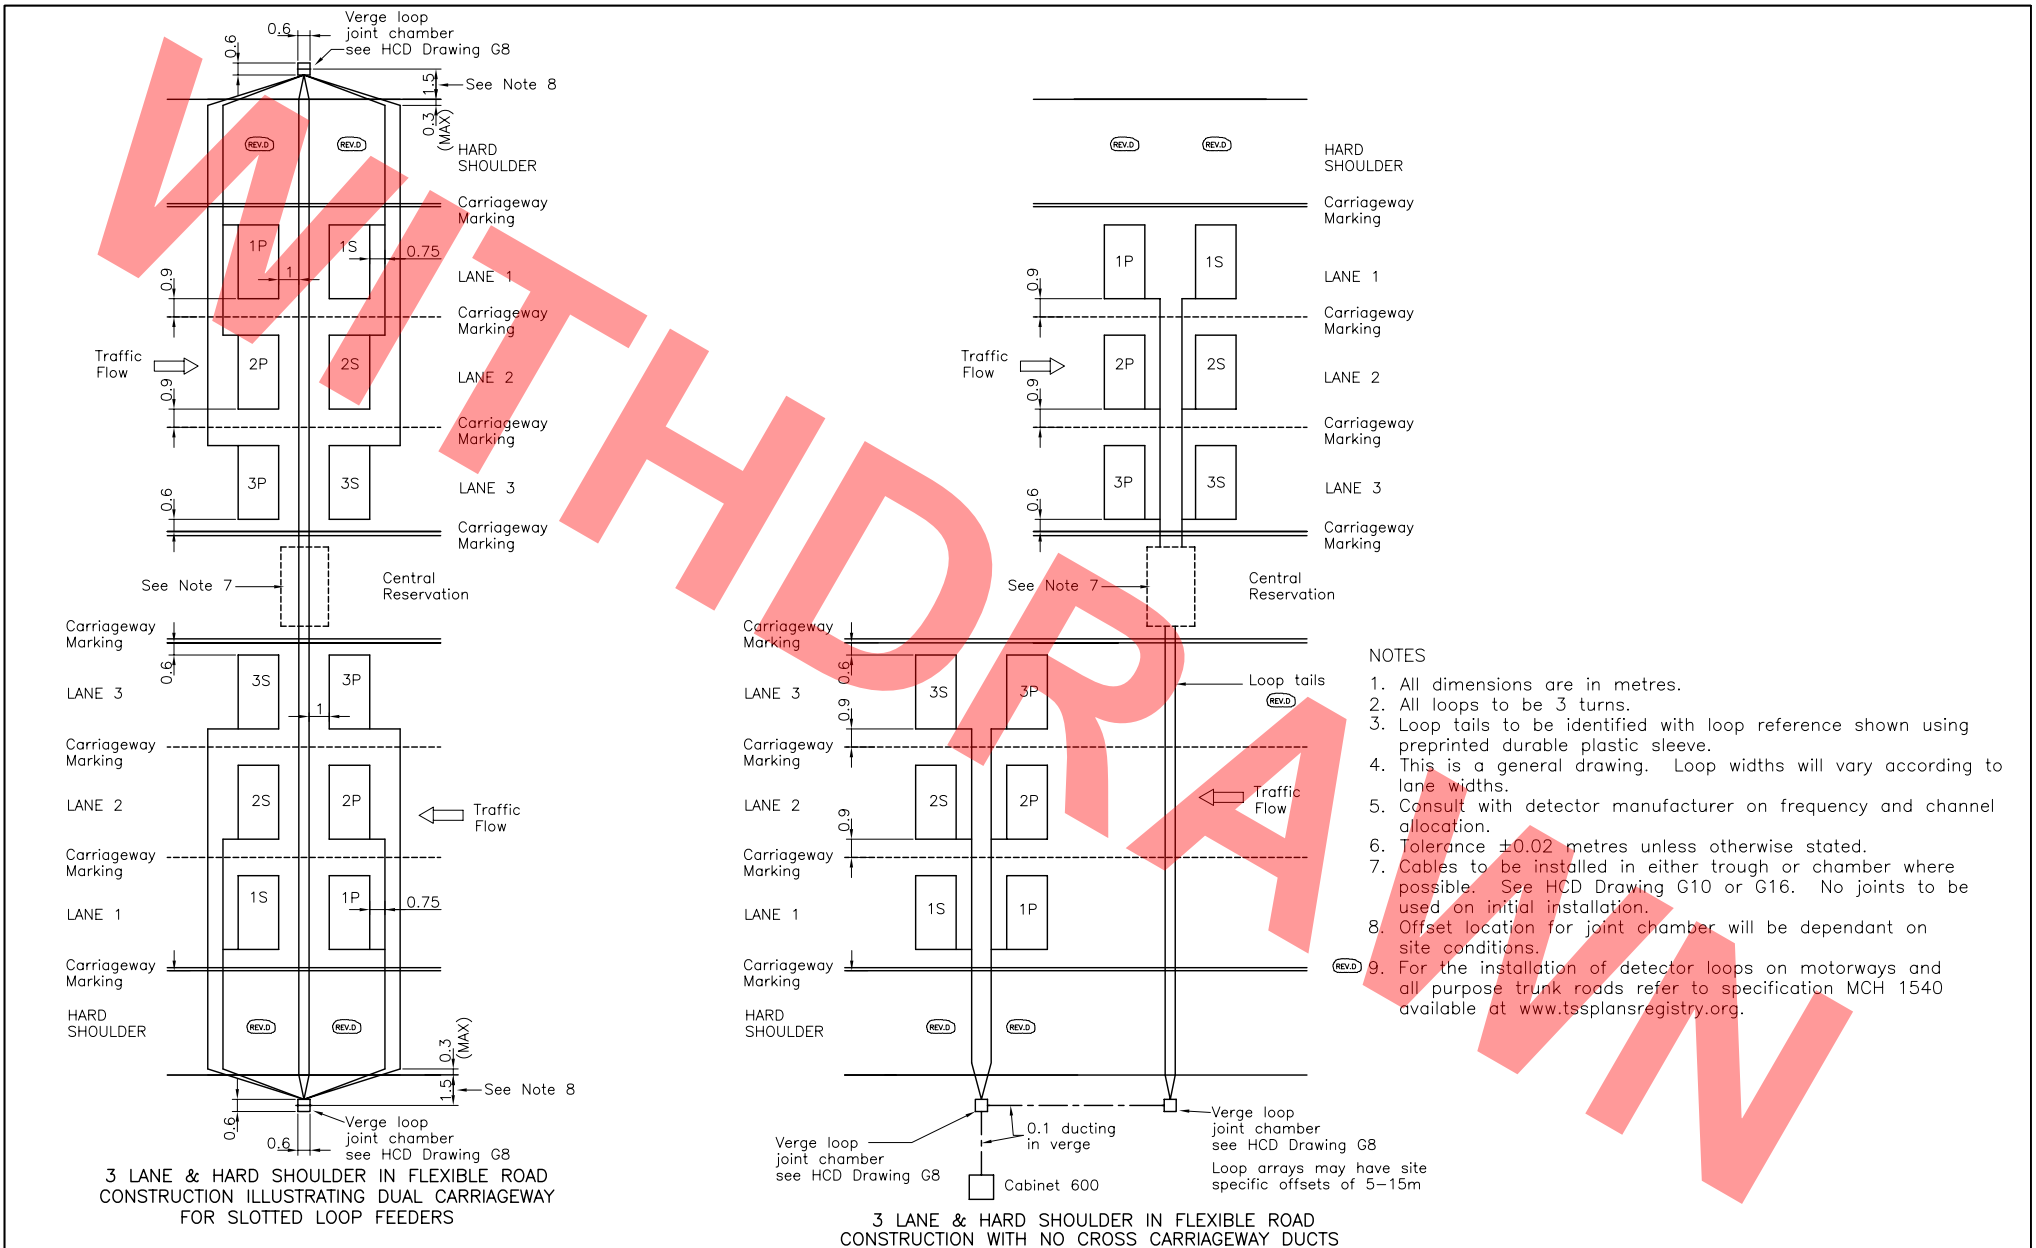 Verge loop
joint chamber
see HCD Drawing G8
0.6
0.6
1.5
See Note 8
0.3
(MAX)
REV.D
REV.D
HARD
SHOULDER
Carriageway
Marking
1P
1S
0.75
1
LANE 1
0.9
Carriageway
Marking
Traffic
Flow
2P
2S
LANE 2
0.9
Carriageway
Marking
3P
3S
LANE 3
0.6
Carriageway
Marking
See Note 7
Central
Reservation
Carriageway
Marking
0.6
3S
3P
LANE 3
1
Carriageway
Marking
LANE 2
2S
2P
Traffic
Flow
Carriageway
Marking
1S
1P
0.75
LANE 1
Carriageway
Marking
HARD
SHOULDER
REV.D
REV.D
0.3
(MAX)
1.5
See Note 8
0.6
0.6
Verge loop
joint chamber
see HCD Drawing G8
3 LANE & HARD SHOULDER IN FLEXIBLE ROAD
CONSTRUCTION ILLUSTRATING DUAL CARRIAGEWAY
FOR SLOTTED LOOP FEEDERS
REV.D
REV.D
HARD
SHOULDER
Carriageway
Marking
1P
1S
LANE 1
0.9
Carriageway
Marking
Traffic
Flow
2P
2S
LANE 2
0.9
Carriageway
Marking
3P
3S
LANE 3
0.6
Carriageway
Marking
See Note 7
Central
Reservation
Carriageway
Marking
0.6
3S
3P
LANE 3
Loop tails
REV.D
0.9
Carriageway
Marking
LANE 2
2S
2P
Traffic
Flow
0.9
Carriageway
Marking
LANE 1
1S
1P
Carriageway
Marking
HARD
SHOULDER
REV.D
REV.D
Verge loop
joint chamber
see HCD Drawing G8
0.1 ducting
in verge
Verge loop
joint chamber
see HCD Drawing G8
Loop arrays may have site
specific offsets of 5-15m
Cabinet 600
3 LANE & HARD SHOULDER IN FLEXIBLE ROAD
CONSTRUCTION WITH NO CROSS CARRIAGEWAY DUCTS
NOTES
1. All dimensions are in metres.
2. All loops to be 3 turns.
3. Loop tails to be identified with loop reference shown using
preprinted durable plastic sleeve.
4. This is a general drawing. Loop widths will vary according to
lane widths.
5. Consult with detector manufacturer on frequency and channel
allocation.
6. Tolerance ±0.02 metres unless otherwise stated.
7. Cables to be installed in either trough or chamber where
possible. See HCD Drawing G10 or G16. No joints to be
used on initial installation.
8. Offset location for joint chamber will be dependant on
site conditions.
REV.D 9. For the installation of detector loops on motorways and
all purpose trunk roads refer to specification MCH 1540
available at www.tssplansregistry.org.
WITHDRAWN